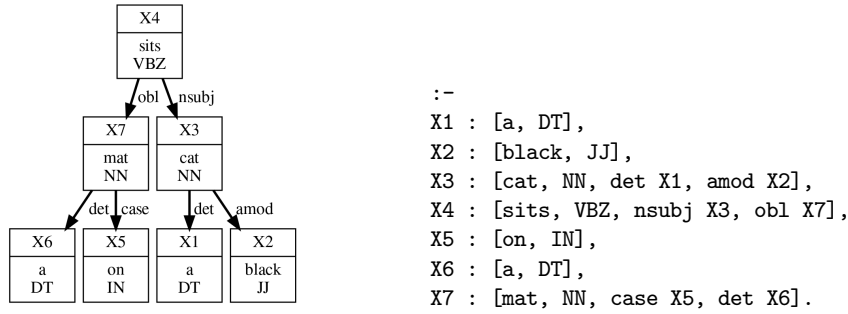 X4
sits
VBZ
obl nsubj
X7 X3
mat cat
NN NN
det case det amod
X6 X5 X1 X2
a on a black
DT IN DT JJ
:-
X1 : [a, DT],
X2 : [black, JJ],
X3 : [cat, NN, det X1, amod X2],
X4 : [sits, VBZ, nsubj X3, obl X7],
X5 : [on, IN],
X6 : [a, DT],
X7 : [mat, NN, case X5, det X6].